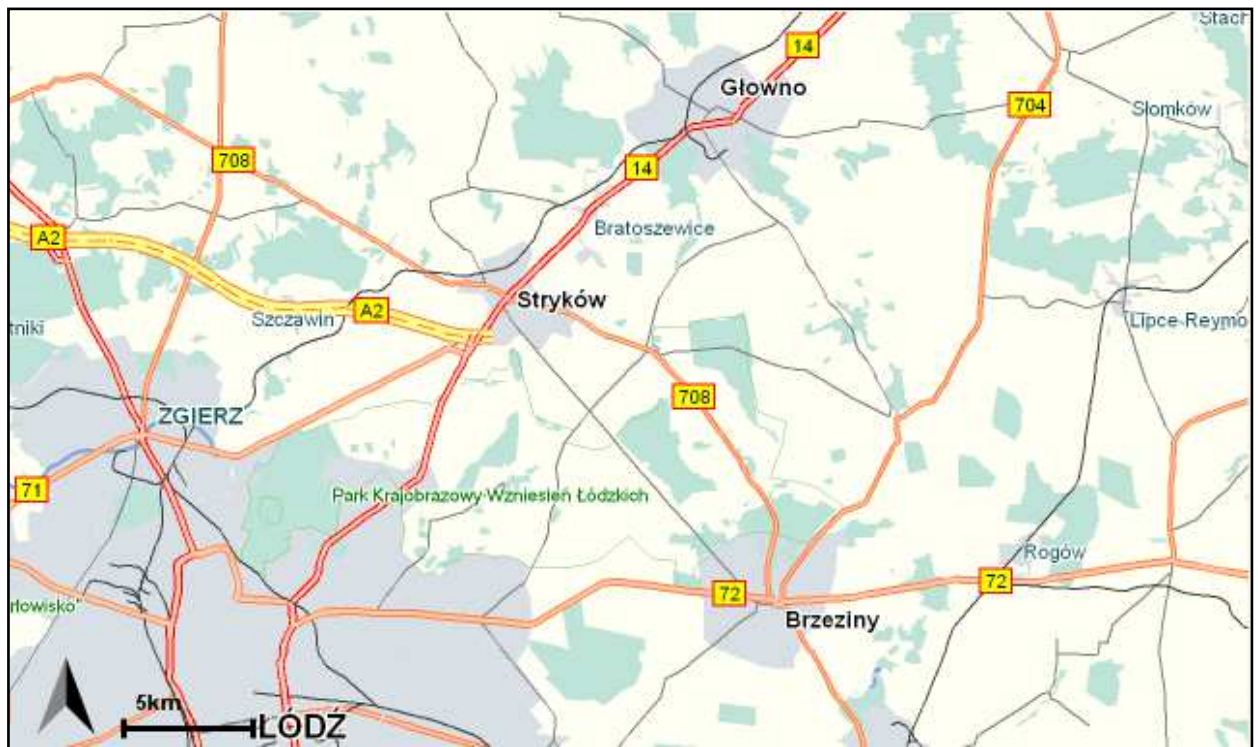 Stach
14
Głowno
704
Słomków
708
14
Bratoszewice
A2
Stryków
Szczawin
A2
tniki
Lipce-Reymo
708
ZGIERZ
71
Park Krajobrazowy Wzniesień Łódzkich
Rogów
72
72
rłowisko"
Brzeziny
5km
ŁÓDŹ